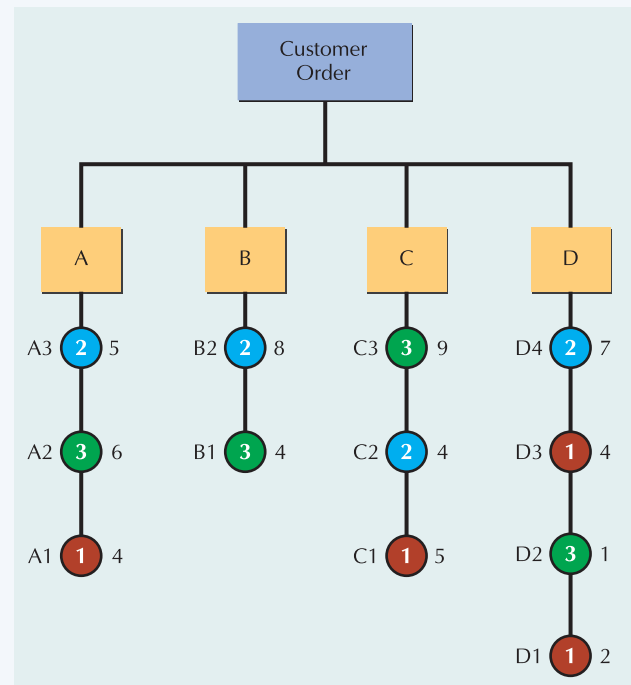 Customer
Order
A B C D
A3 2 5 B2 2 8 C3 3 9 D4 2 7
A2 3 6 B1 3 4 C2 2 4 D3 1 4
A1 1 4 C1 1 5 D2 3 1
D1 1 2